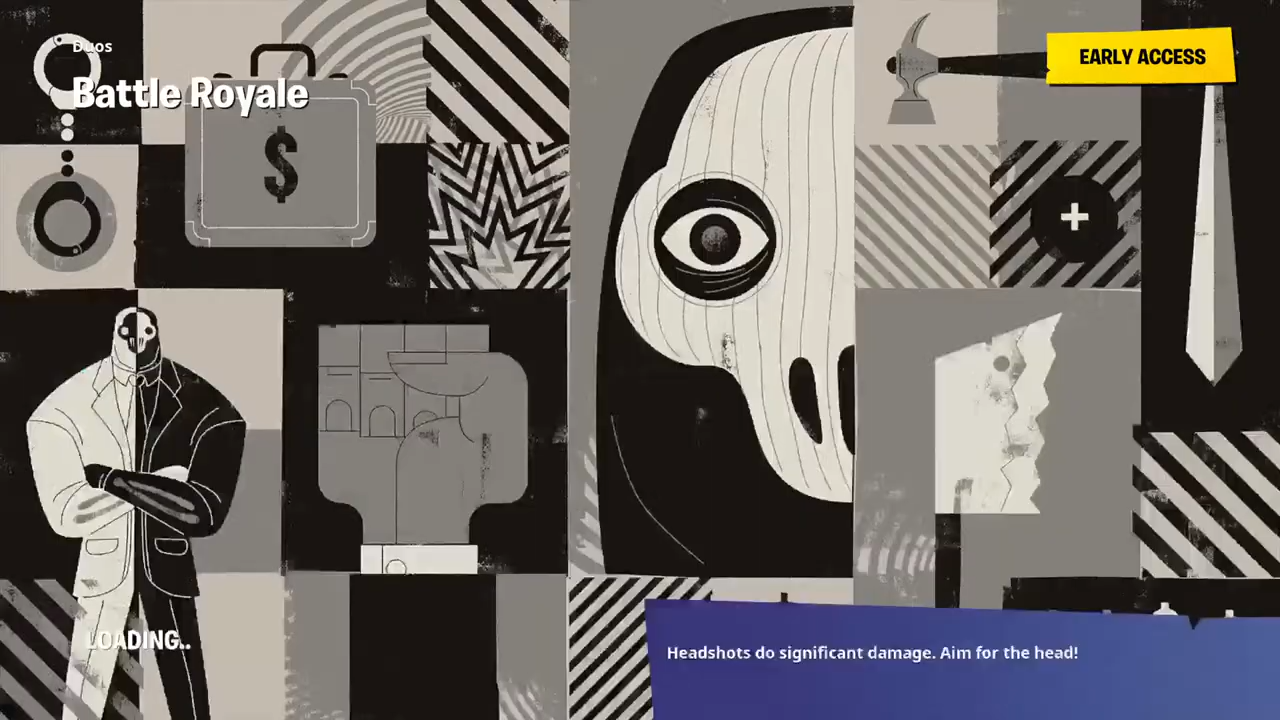 Duos
Battle Royale
EARLY ACCESS
$
LOADING..
Headshots do significant damage. Aim for the head!